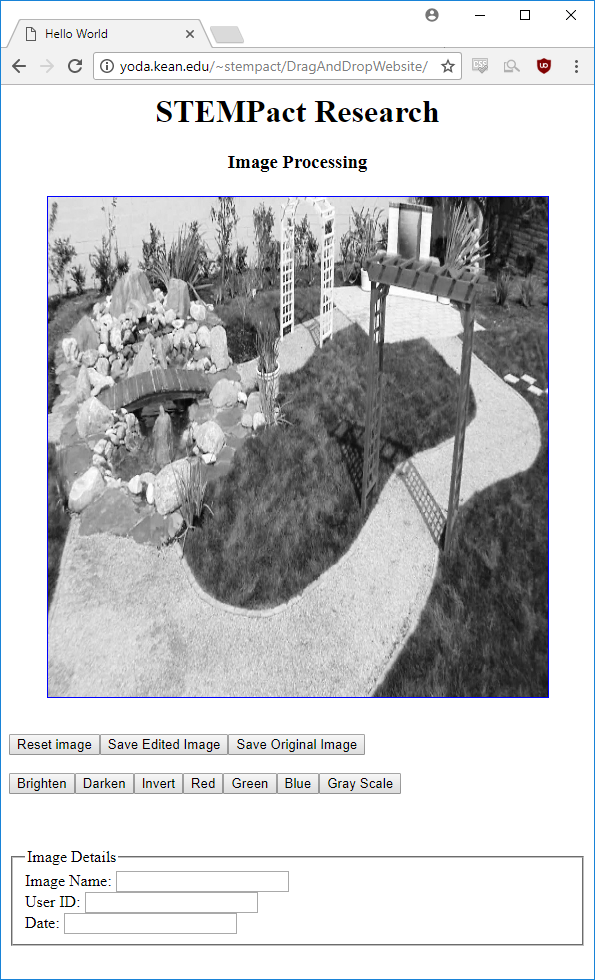 Hello World
yoda.kean.edu/~stempact/DragAndDropWebsite/
STEMPact Research
Image Processing
Reset image Save Edited Image Save Original Image
Brighten Darken Invert Red Green Blue Gray Scale
Image Details
Image Name:
User ID:
Date: